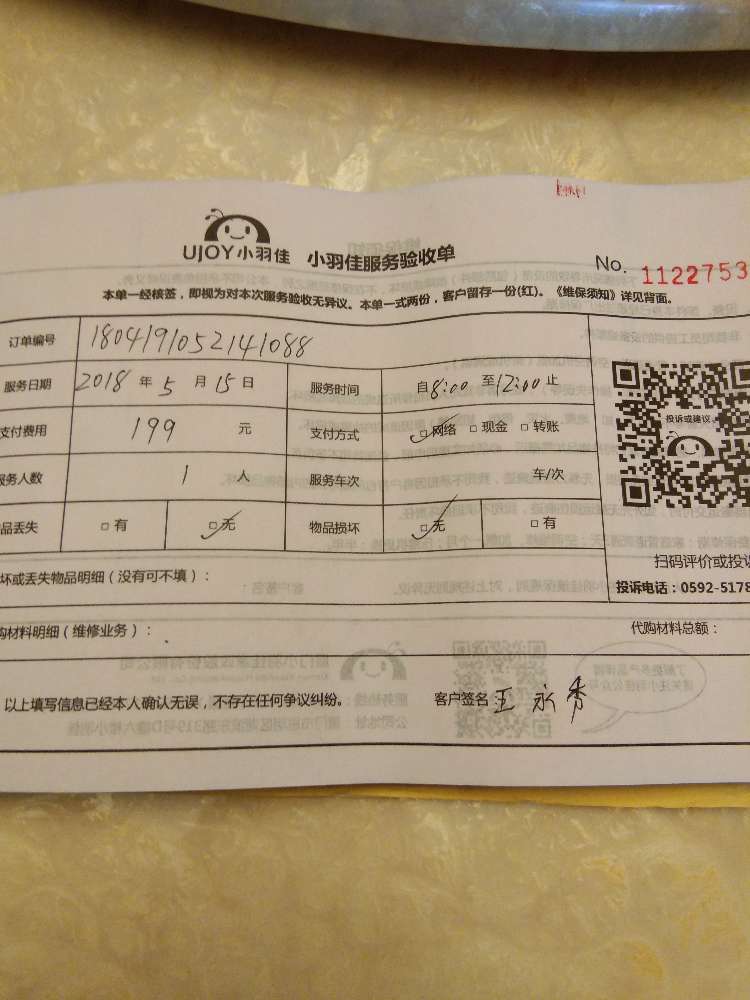 UJOY小羽佳 小羽佳服务验收单
No. 1122753
本单一经核签，即视为对本次服务验收无异议。本单一式两份，客户留存一份(红)。《维保须知》详见背面。
订单编号 1804191052141088
服务日期 2018 年 5 月 15 日 服务时间 自 8:00 至 12:00 止
支付费用 199 元 支付方式 □网络 □现金 □转账
服务人数 1 人 服务车次 车/次
品丢失 □有 □无 物品损坏 □无 □有
投诉或建议
扫码评价或投诉
投诉电话：0592-5178
坏或丢失物品明细（没有可不填）：
购材料明细（维修业务）： 代购材料总额：
以上填写信息已经本人确认无误，不存在任何争议纠纷。 客户签名 王永秀